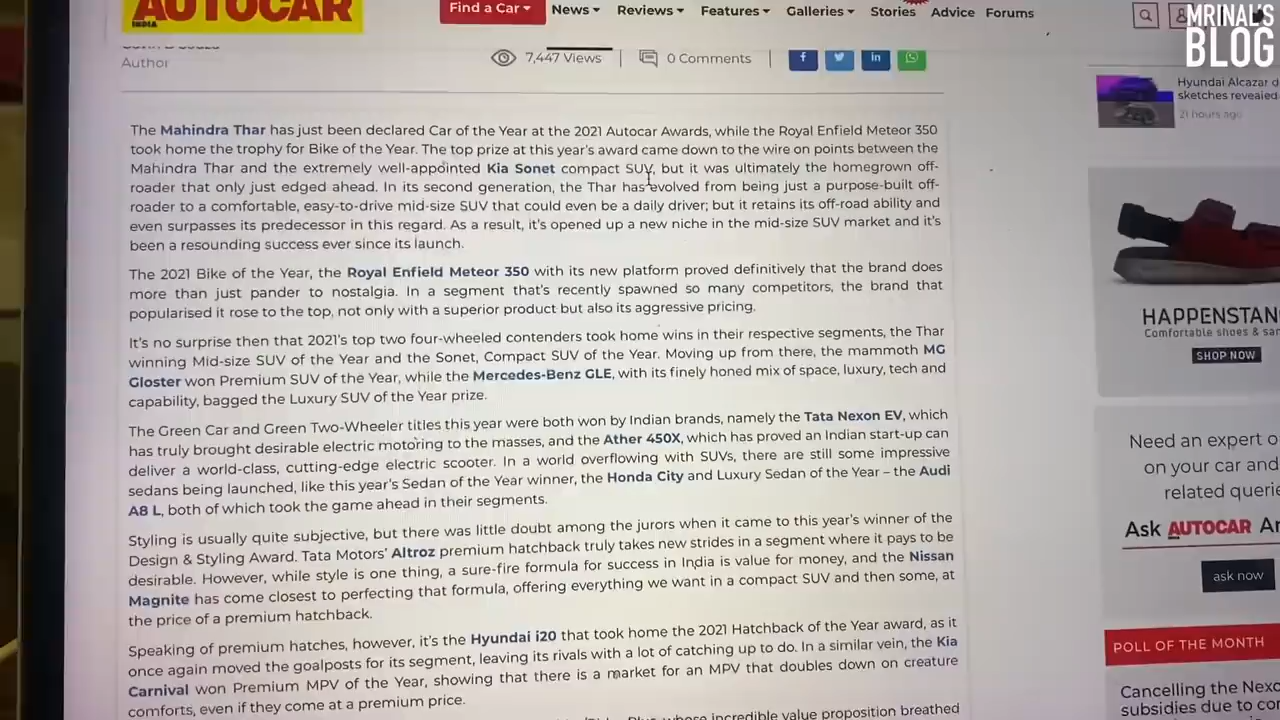 AUTOCAR
INDIA
Find a Car
News
Reviews
Features
Galleries
Stories
Advice
Forums
MRINAL'S
BLOG
Author
7,447 Views
0 Comments
Hyundai Alcazar d
sketches revealed
21 hours ago
The Mahindra Thar has just been declared Car of the Year at the 2021 Autocar Awards, while the Royal Enfield Meteor 350
took home the trophy for Bike of the Year. The top prize at this year's award came down to the wire on points between the
Mahindra Thar and the extremely well-appointed Kia Sonet compact SUV, but it was ultimately the homegrown off-
roader that only just edged ahead. In its second generation, the Thar has evolved from being just a purpose-built off-
roader to a comfortable, easy-to-drive mid-size SUV that could even be a daily driver; but it retains its off-road ability and
even surpasses its predecessor in this regard. As a result, it's opened up a new niche in the mid-size SUV market and it's
been a resounding success ever since its launch.
The 2021 Bike of the Year, the Royal Enfield Meteor 350 with its new platform proved definitively that the brand does
more than just pander to nostalgia. In a segment that's recently spawned so many competitors, the brand that
popularised it rose to the top, not only with a superior product but also its aggressive pricing.
It's no surprise then that 2021's top two four-wheeled contenders took home wins in their respective segments, the Thar
winning Mid-size SUV of the Year and the Sonet, Compact SUV of the Year. Moving up from there, the mammoth MG
Gloster won Premium SUV of the Year, while the Mercedes-Benz GLE, with its finely honed mix of space, luxury, tech and
capability, bagged the Luxury SUV of the Year prize.
The Green Car and Green Two-Wheeler titles this year were both won by Indian brands, namely the Tata Nexon EV, which
has truly brought desirable electric motoring to the masses, and the Ather 450X, which has proved an Indian start-up can
deliver a world-class, cutting-edge electric scooter. In a world overflowing with SUVs, there are still some impressive
sedans being launched, like this year's Sedan of the Year winner, the Honda City and Luxury Sedan of the Year – the Audi
A8 L, both of which took the game ahead in their segments.
Styling is usually quite subjective, but there was little doubt among the jurors when it came to this year's winner of the
Design & Styling Award. Tata Motors' Altroz premium hatchback truly takes new strides in a segment where it pays to be
desirable. However, while style is one thing, a sure-fire formula for success in India is value for money, and the Nissan
Magnite has come closest to perfecting that formula, offering everything we want in a compact SUV and then some, at
the price of a premium hatchback.
Speaking of premium hatches, however, it's the Hyundai i20 that took home the 2021 Hatchback of the Year award, as it
once again moved the goalposts for its segment, leaving its rivals with a lot of catching up to do. In a similar vein, the Kia
Carnival won Premium MPV of the Year, showing that there is a market for an MPV that doubles down on creature
comforts, even if they come at a premium price.
whose incredible value proposition breathed
HAPPENSTAN
Comfortable shoes & san
SHOP NOW
Need an expert o
on your car and
related querie
Ask AUTOCAR An
ask now
POLL OF THE MONTH
Cancelling the Nexo
subsidies due to co